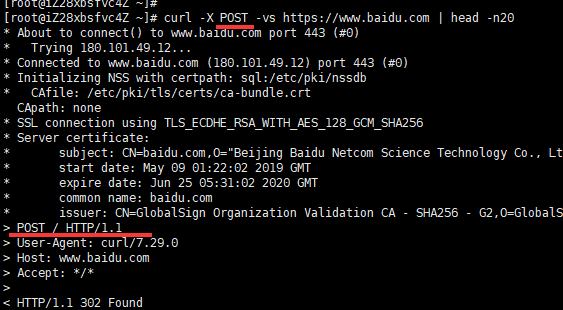 [root@iZ28xbsfvc4Z ~]#
[root@iZ28xbsfvc4Z ~]# curl -X POST -vs https://www.baidu.com | head -n20
* About to connect() to www.baidu.com port 443 (#0)
*   Trying 180.101.49.12...
* Connected to www.baidu.com (180.101.49.12) port 443 (#0)
* Initializing NSS with certpath: sql:/etc/pki/nssdb
*   CAfile: /etc/pki/tls/certs/ca-bundle.crt
  CApath: none
* SSL connection using TLS_ECDHE_RSA_WITH_AES_128_GCM_SHA256
* Server certificate:
*       subject: CN=baidu.com,O="Beijing Baidu Netcom Science Technology Co., Lt
*       start date: May 09 01:22:02 2019 GMT
*       expire date: Jun 25 05:31:02 2020 GMT
*       common name: baidu.com
*       issuer: CN=GlobalSign Organization Validation CA - SHA256 - G2,O=GlobalS
> POST / HTTP/1.1
> User-Agent: curl/7.29.0
> Host: www.baidu.com
> Accept: */*
>
< HTTP/1.1 302 Found